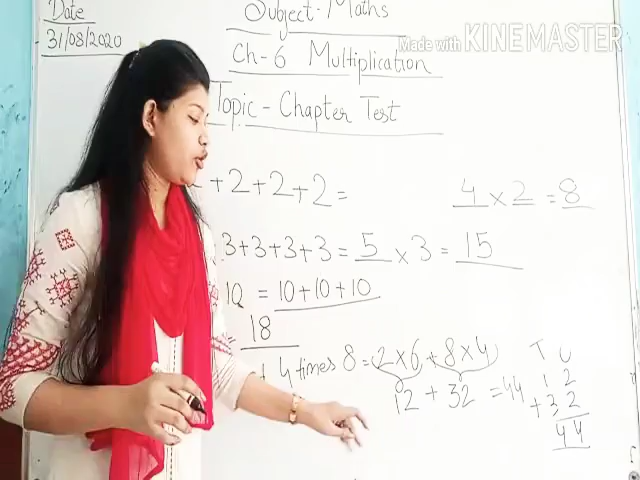 Date
31/08/2020
Subject - Maths
Made with KINEMASTER
Ch-6 Multiplication
Topic - Chapter Test
+2+2+2=
4 × 2 = 8
3+3+3+3 = 5 × 3 = 15
10 = 10+10+10
18
4 times 8 = (2×6)+(8×4)
12 + 32 = 44
T U
1 2
+ 3 2
4 4